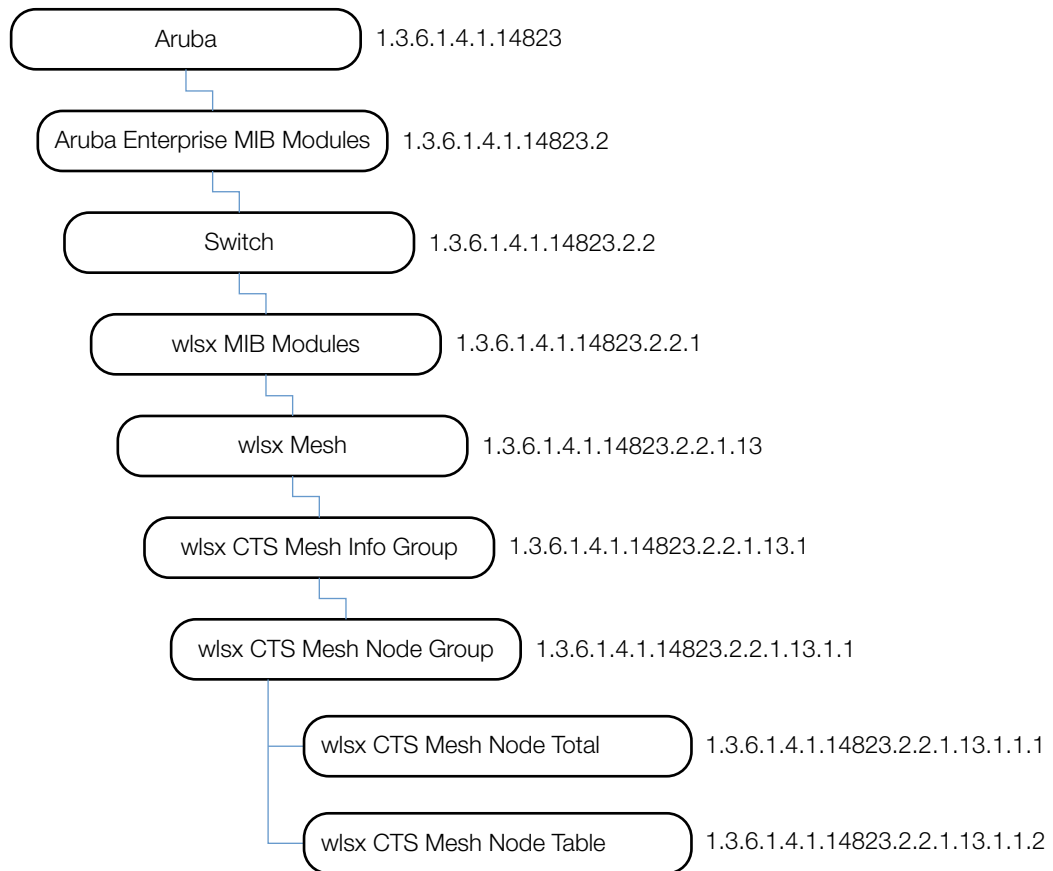 Aruba 1.3.6.1.4.1.14823
Aruba Enterprise MIB Modules 1.3.6.1.4.1.14823.2
Switch 1.3.6.1.4.1.14823.2.2
wlsx MIB Modules 1.3.6.1.4.1.14823.2.2.1
wlsx Mesh 1.3.6.1.4.1.14823.2.2.1.13
wlsx CTS Mesh Info Group 1.3.6.1.4.1.14823.2.2.1.13.1
wlsx CTS Mesh Node Group 1.3.6.1.4.1.14823.2.2.1.13.1.1
wlsx CTS Mesh Node Total 1.3.6.1.4.1.14823.2.2.1.13.1.1.1
wlsx CTS Mesh Node Table 1.3.6.1.4.1.14823.2.2.1.13.1.1.2